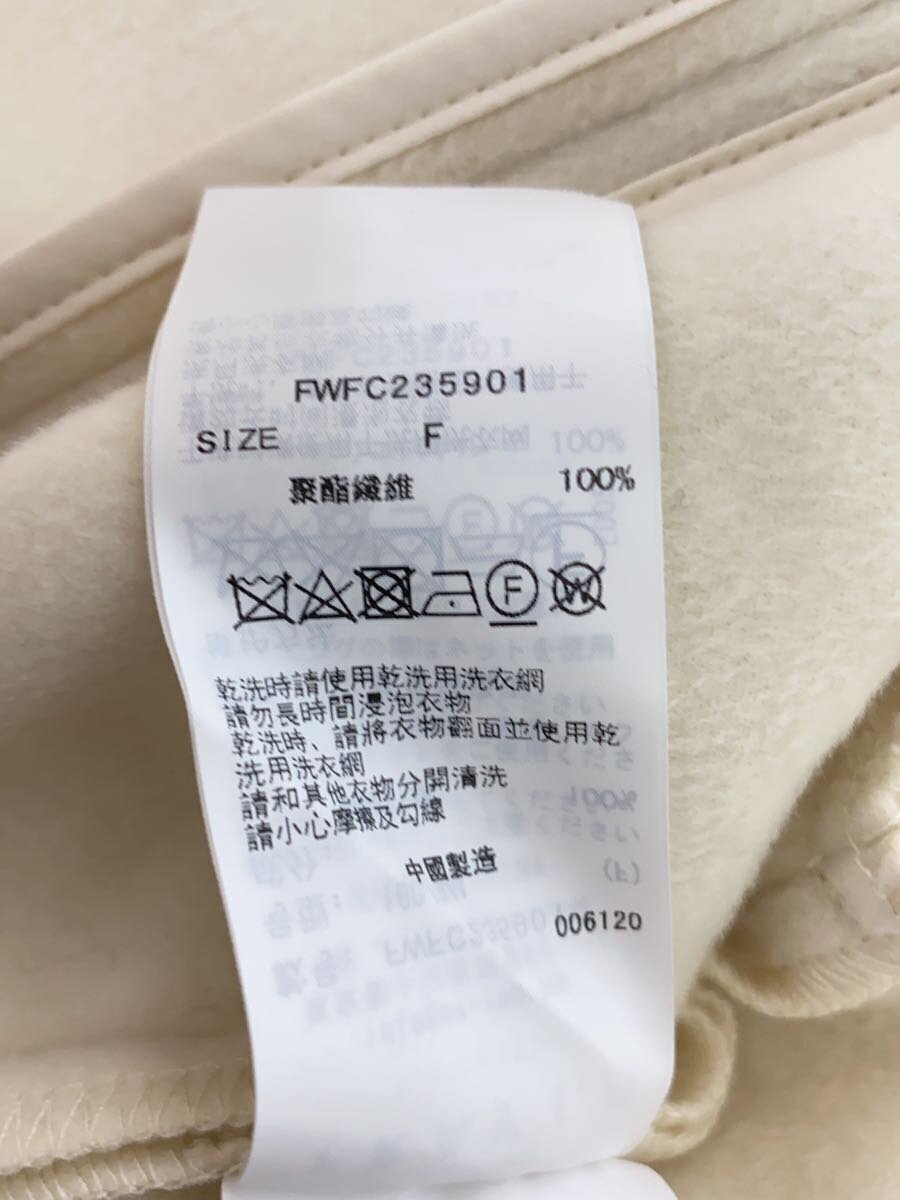 FWFC235901
SIZE F
聚酯纖維 100%
F W
乾洗時請使用乾洗用洗衣網
請勿長時間浸泡衣物
乾洗時、請將衣物翻面並使用乾
洗用洗衣網
請和其他衣物分開清洗
請小心摩擦及勾線
中國製造
006120